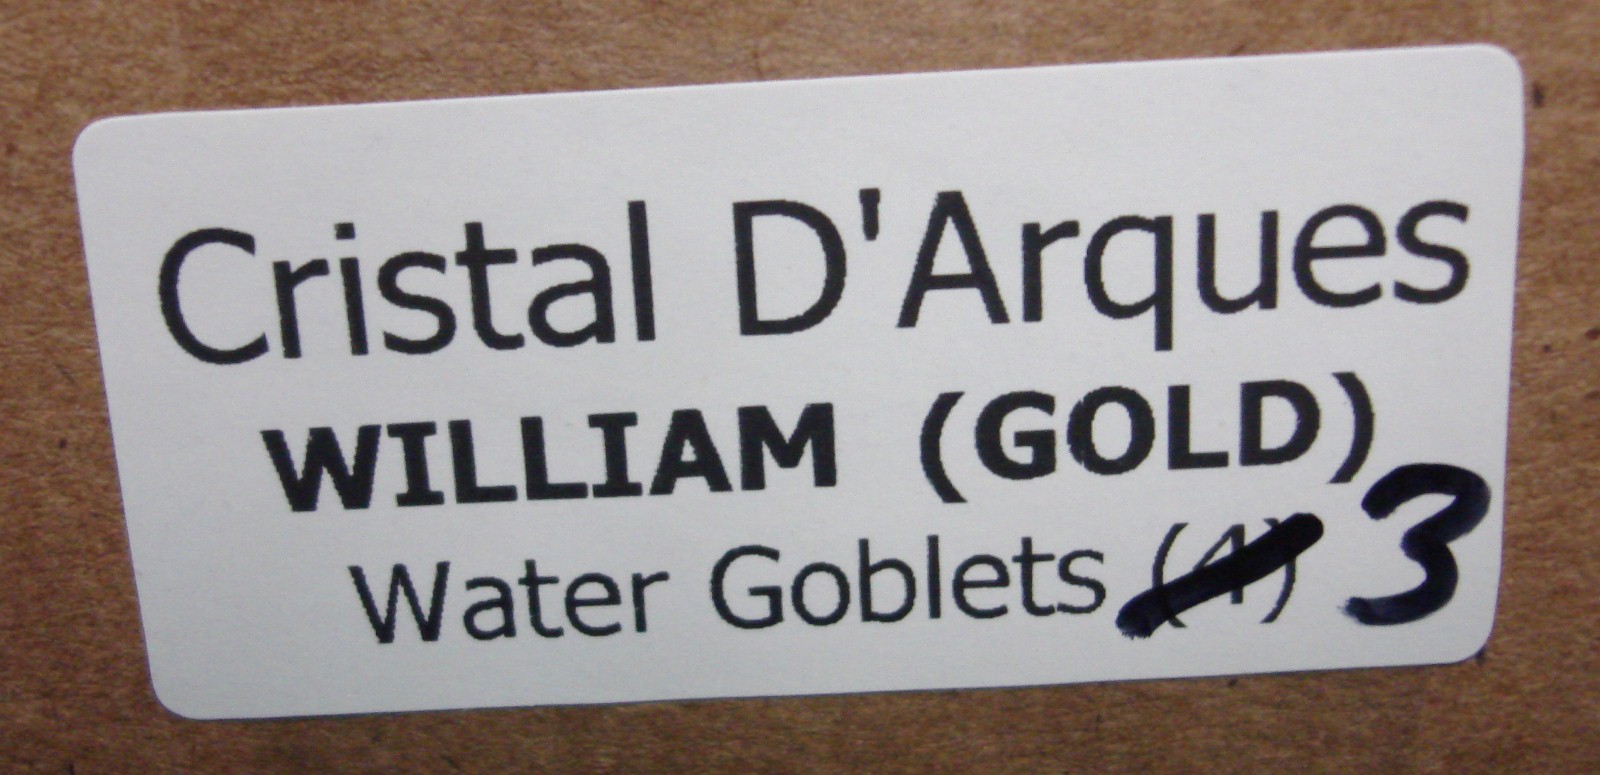 Cristal D'Arques
WILLIAM (GOLD)
Water Goblets (4) 3